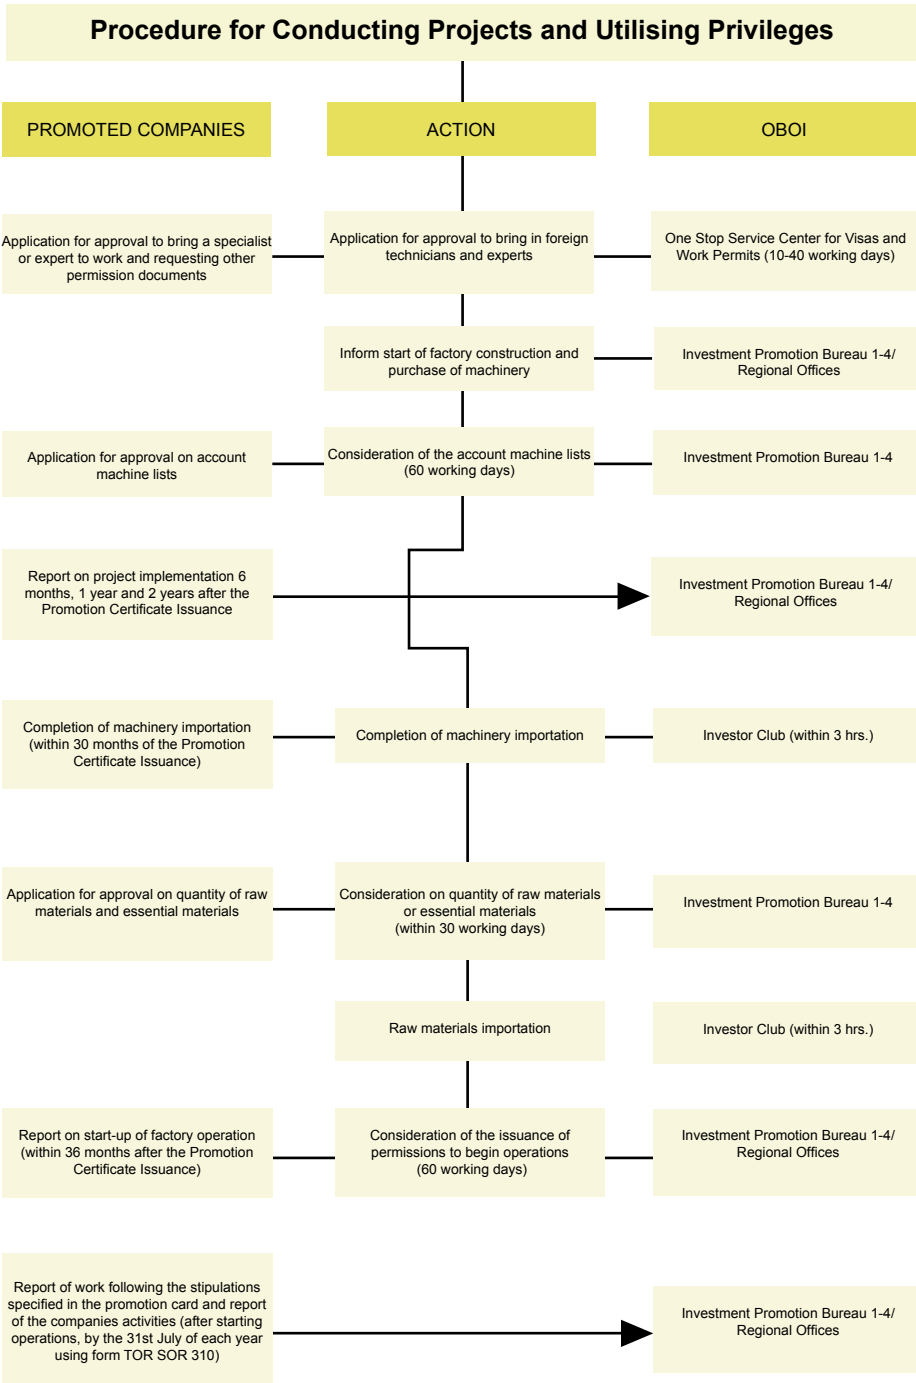 Procedure for Conducting Projects and Utilising Privileges
PROMOTED COMPANIES
ACTION
OBOI
Application for approval to bring a specialist
or expert to work and requesting other
permission documents
Application for approval to bring in foreign
technicians and experts
One Stop Service Center for Visas and
Work Permits (10-40 working days)
Inform start of factory construction and
purchase of machinery
Investment Promotion Bureau 1-4/
Regional Offices
Application for approval on account
machine lists
Consideration of the account machine lists
(60 working days)
Investment Promotion Bureau 1-4
Report on project implementation 6
months, 1 year and 2 years after the
Promotion Certificate Issuance
Investment Promotion Bureau 1-4/
Regional Offices
Completion of machinery importation
(within 30 months of the Promotion
Certificate Issuance)
Completion of machinery importation
Investor Club (within 3 hrs.)
Application for approval on quantity of raw
materials and essential materials
Consideration on quantity of raw materials
or essential materials
(within 30 working days)
Investment Promotion Bureau 1-4
Raw materials importation
Investor Club (within 3 hrs.)
Report on start-up of factory operation
(within 36 months after the Promotion
Certificate Issuance)
Consideration of the issuance of
permissions to begin operations
(60 working days)
Investment Promotion Bureau 1-4/
Regional Offices
Report of work following the stipulations
specified in the promotion card and report
of the companies activities (after starting
operations, by the 31st July of each year
using form TOR SOR 310)
Investment Promotion Bureau 1-4/
Regional Offices